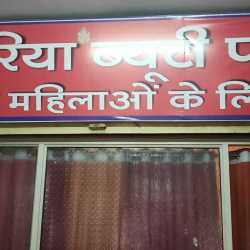 रिया ब्यूटी प
महिलाओं के लि